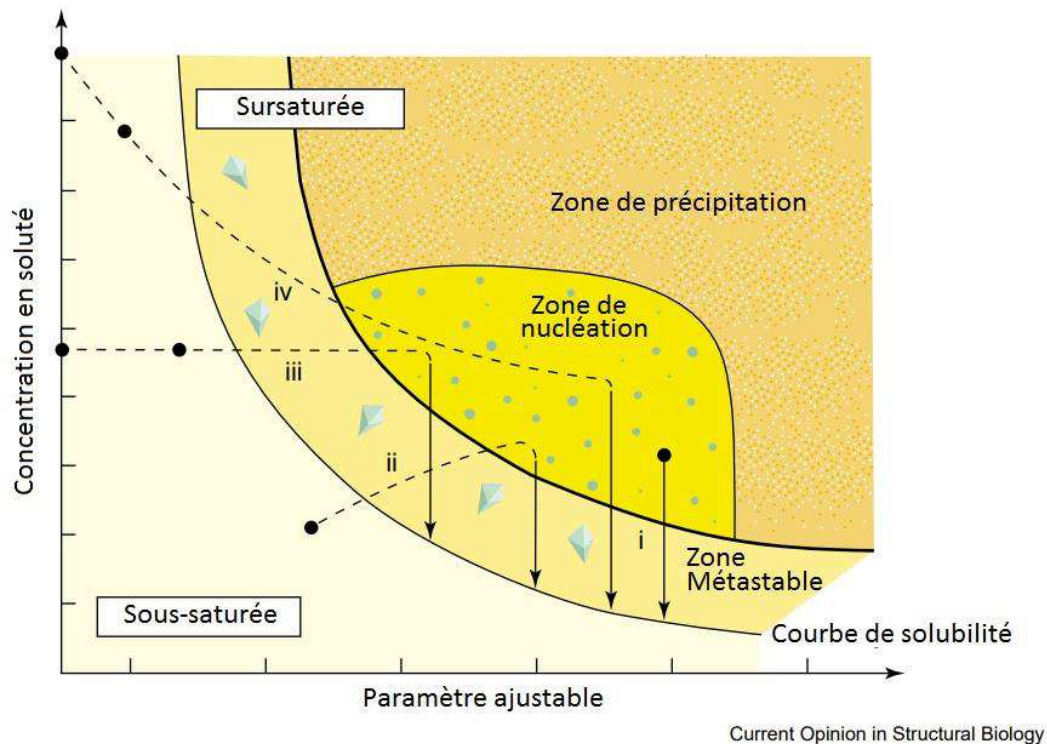 Sursaturée
Zone de précipitation
iv
Zone de
nucléation
iii
ii
i
Zone
Métastable
Sous-saturée
Courbe de solubilité
Concentration en soluté
Paramètre ajustable
Current Opinion in Structural Biology